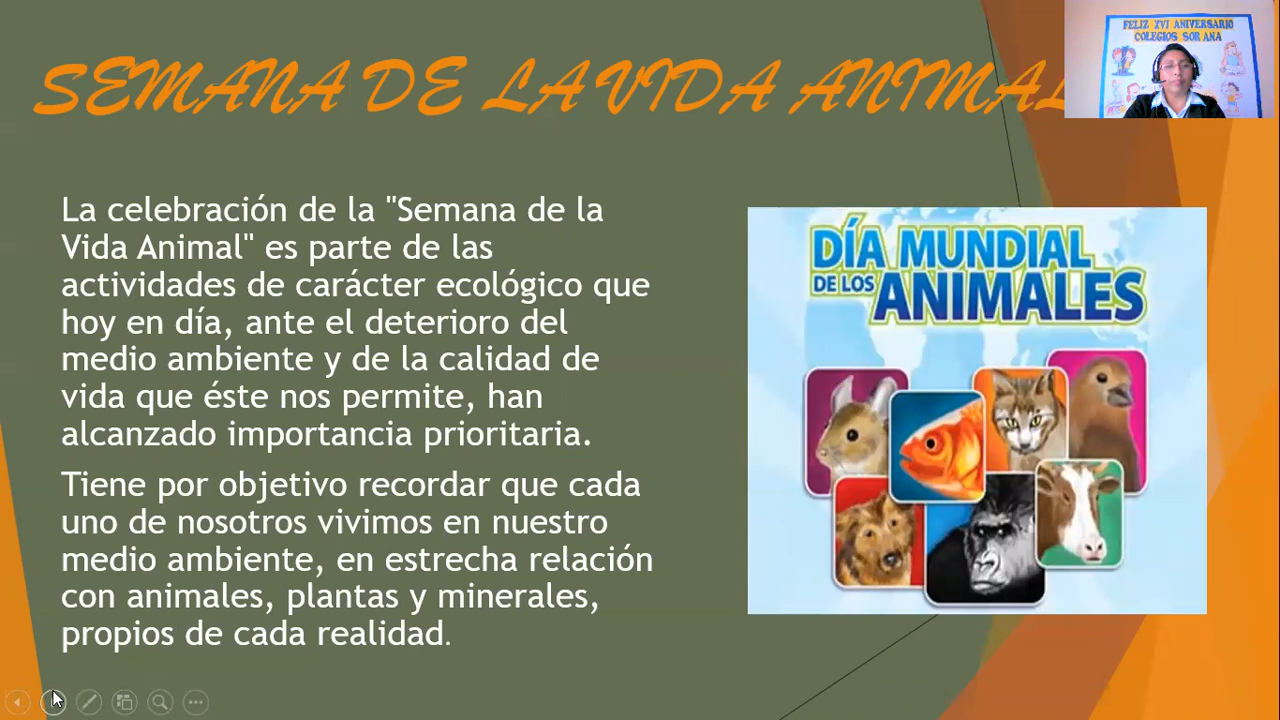 SEMANA DE LA VIDA ANIMAL
FELIZ XVI ANIVERSARIO
COLEGIOS SOR ANA
La celebración de la "Semana de la
Vida Animal" es parte de las
actividades de carácter ecológico que
hoy en día, ante el deterioro del
medio ambiente y de la calidad de
vida que éste nos permite, han
alcanzado importancia prioritaria.
Tiene por objetivo recordar que cada
uno de nosotros vivimos en nuestro
medio ambiente, en estrecha relación
con animales, plantas y minerales,
propios de cada realidad.
DÍA MUNDIAL
DE LOS ANIMALES